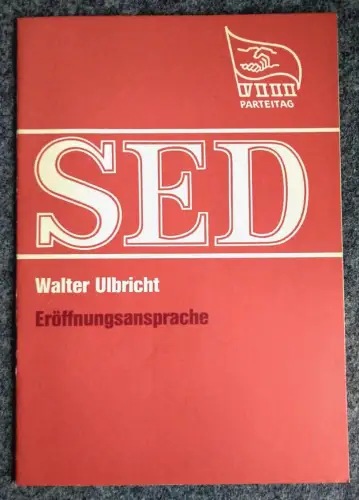 VIII
PARTEITAG
SED
Walter Ulbricht
Eröffnungsansprache